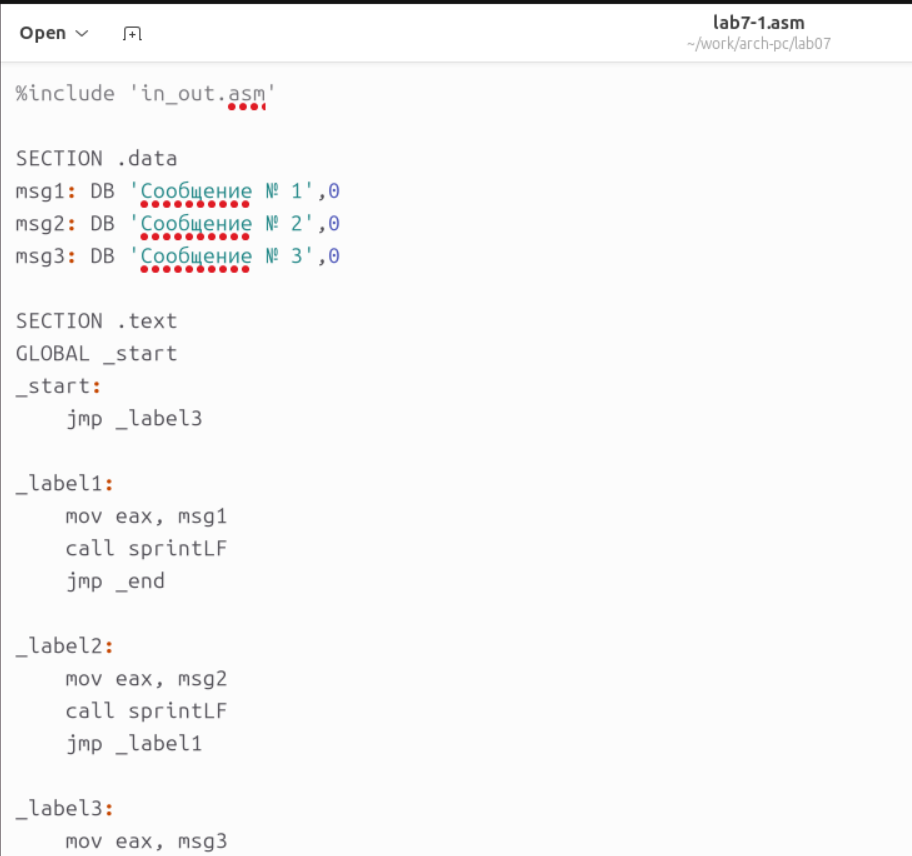 Open
lab7-1.asm
~/work/arch-pc/lab07
%include 'in_out.asm'
SECTION .data
msg1: DB 'Сообщение № 1',0
msg2: DB 'Сообщение № 2',0
msg3: DB 'Сообщение № 3',0
SECTION .text
GLOBAL _start
_start:
    jmp _label3
_label1:
    mov eax, msg1
    call sprintLF
    jmp _end
_label2:
    mov eax, msg2
    call sprintLF
    jmp _label1
_label3:
    mov eax, msg3